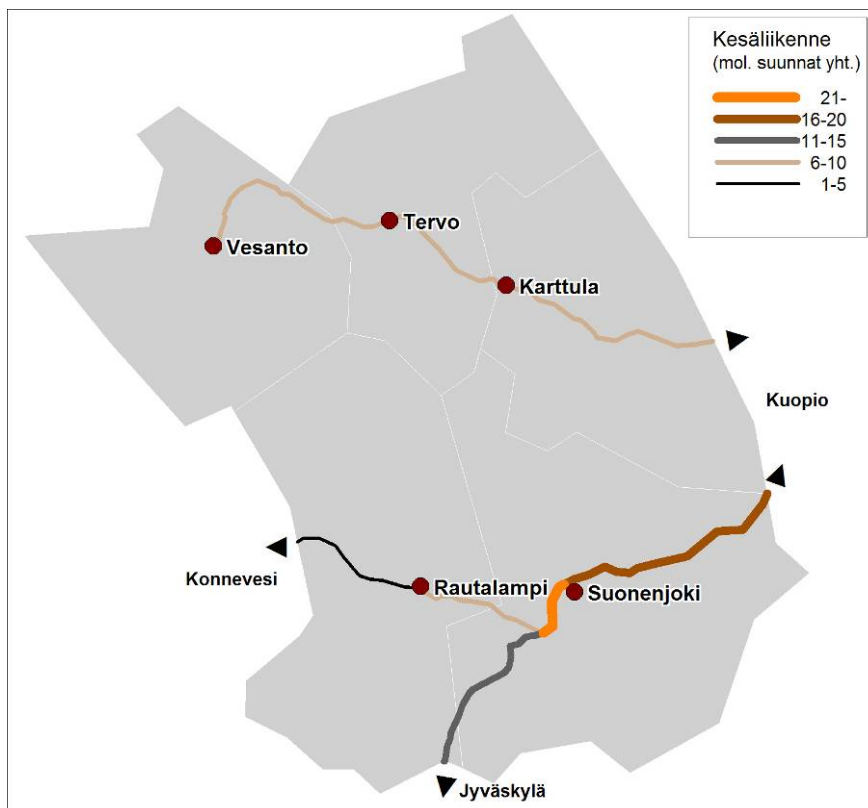 Kesäliikenne
(mol. suunnat yht.)
21-
16-20
11-15
6-10
1-5
Tervo
Vesanto
Karttula
Kuopio
Konnevesi
Rautalampi
Suonenjoki
Jyväskylä